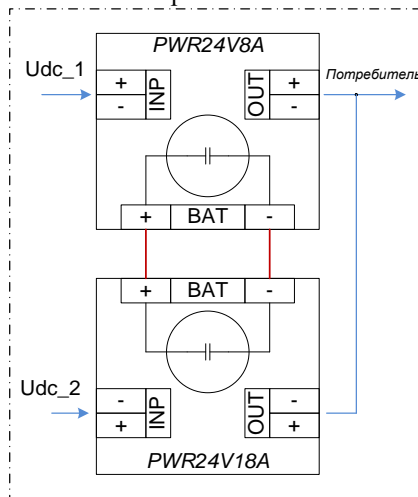 PWR24V8A
Udc_1
+
-
INP
OUT
+
-
Потребитель
+ BAT -
+ BAT -
Udc_2
-
+
INP
OUT
-
+
PWR24V18A